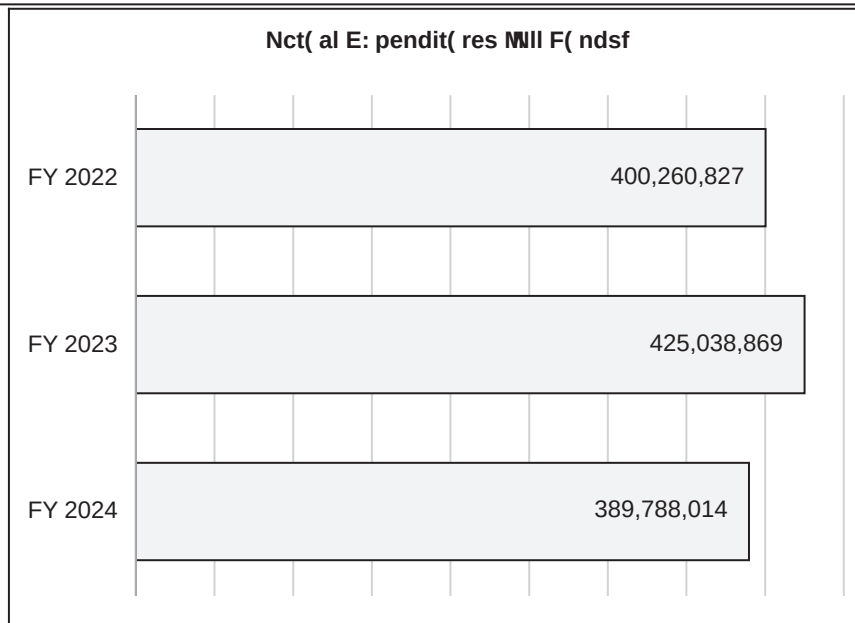 Nct( al E: pendit( res MNll F( ndsf
FY 2022 400,260,827
FY 2023 425,038,869
FY 2024 389,788,014